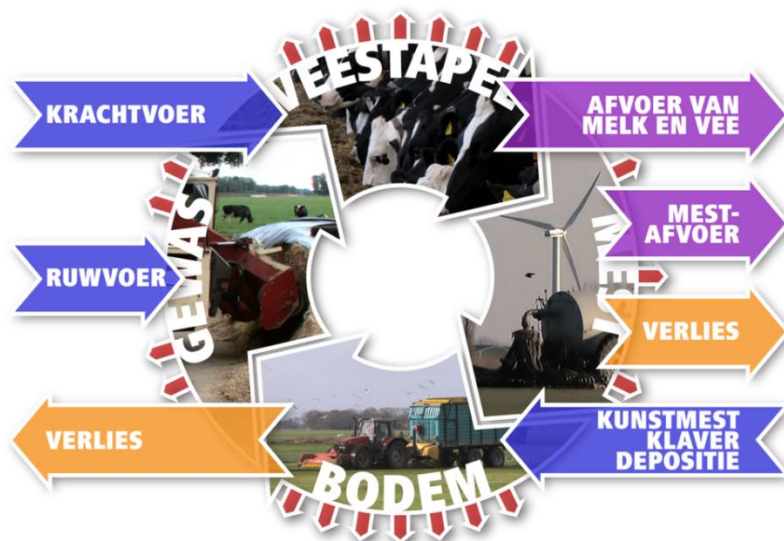 VEESTAPEL
KRACHTVOER
AFVOER VAN
MELK EN VEE
GEWAS
MEST-
AFVOER
RUWVOER
VERLIES
VERLIES
KUNSTMEST
KLAVER
DEPOSITIE
BODEM